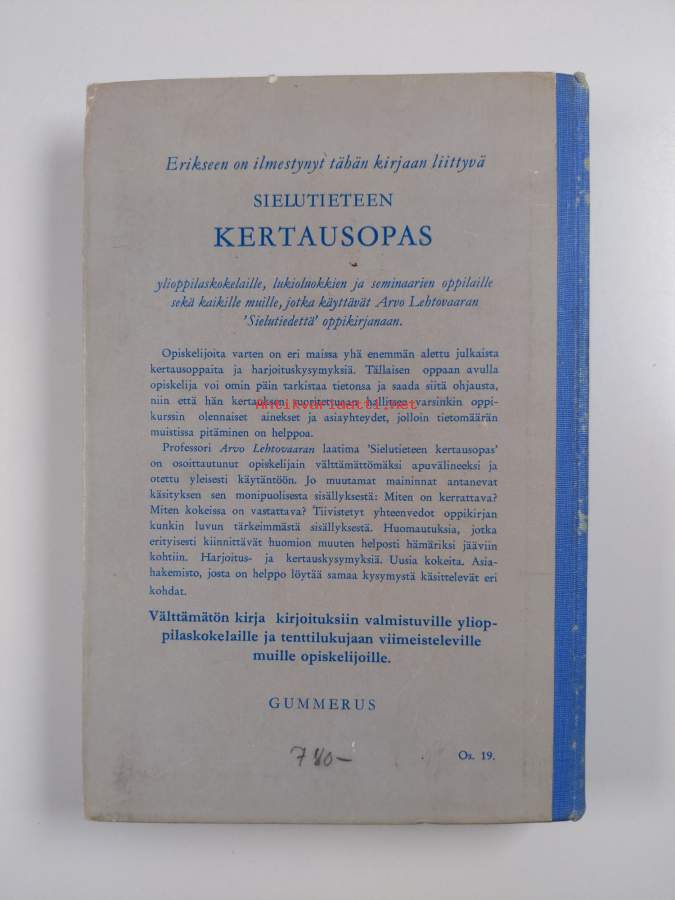 Erikseen on ilmestynyt tähän kirjaan liittyvä
SIELUTIETEEN
KERTAUSOPAS
ylioppilaskokelaille, lukioluokkien ja seminaarien oppilaille
sekä kaikille muille, jotka käyttävät Arvo Lehtovaaran
'Sielutiedettä' oppikirjanaan.
Opiskelijoita varten on eri maissa yhä enemmän alettu julkaista
kertausoppaita ja harjoituskysymyksiä. Tällaisen oppaan avulla
opiskelija voi omin päin tarkistaa tietonsa ja saada siitä ohjausta,
niin että hän kertauksen suoritettuaan hallitsee varsinkin oppi-
kurssin olennaiset ainekset ja asiayhteydet, jolloin tietomäärän
muistissa pitäminen on helppoa.
Antikvariaatti.net
Professori Arvo Lehtovaaran laatima 'Sielutieteen kertausopas'
on osoittautunut opiskelijain välttämättömäksi apuvälineeksi ja
otettu yleisesti käytäntöön. Jo muutamat maininnat antanevat
käsityksen sen monipuolisesta sisällyksestä: Miten on kerrattava?
Miten kokeissa on vastattava? Tiivistetyt yhteenvedot oppikirjan
kunkin luvun tärkeimmästä sisällyksestä. Huomautuksia, jotka
erityisesti kiinnittävät huomion muuten helposti hämäriksi jääviin
kohtiin. Harjoitus- ja kertauskysymyksiä. Uusia kokeita. Asia-
hakemisto, josta on helppo löytää samaa kysymystä käsittelevät eri
kohdat.
Välttämätön kirja kirjoituksiin valmistuville yliop-
pilaskokelaille ja tenttilukujaan viimeisteleville
muille opiskelijoille.
GUMMERUS
780-
Os. 19.